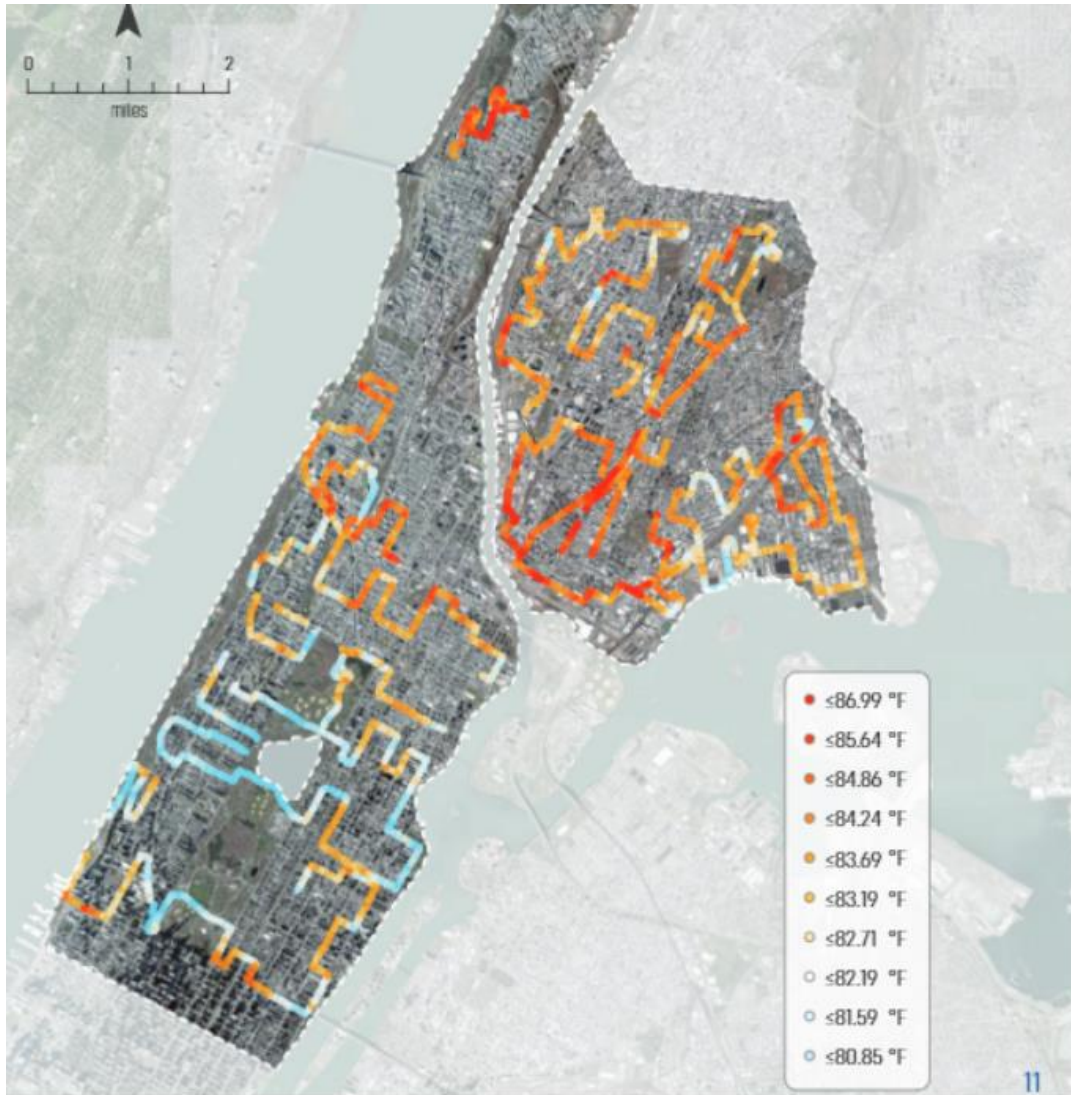 0 1 2
miles
≤86.99 °F
≤85.64 °F
≤84.86 °F
≤84.24 °F
≤83.69 °F
≤83.19 °F
≤82.71 °F
≤82.19 °F
≤81.59 °F
≤80.85 °F
11